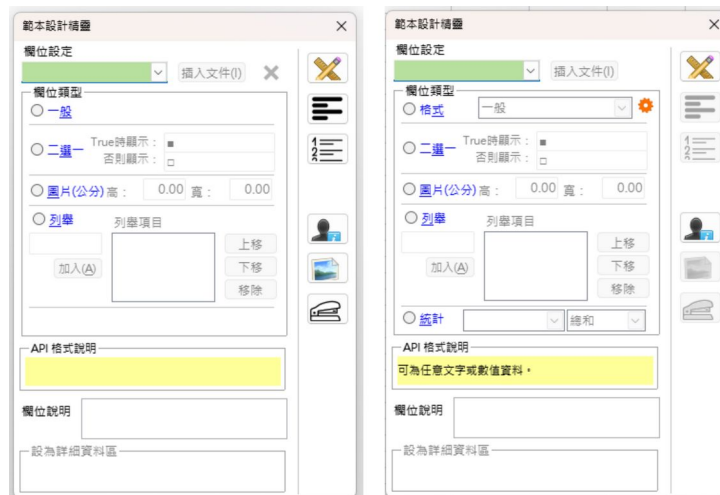 範本設計精靈
欄位設定
插入文件(I)
欄位類型
一般
二選一 True時顯示： ■
否則顯示： □
圖片(公分) 高： 0.00 寬： 0.00
列舉 列舉項目
上移
加入(A) 下移
移除
API 格式說明
欄位說明
設為詳細資料區
範本設計精靈
欄位設定
插入文件(I)
欄位類型
格式 一般
二選一 True時顯示： ■
否則顯示： □
圖片(公分) 高： 0.00 寬： 0.00
列舉 列舉項目
上移
加入(A) 下移
移除
統計 總和
API 格式說明
可為任意文字或數值資料。
欄位說明
設為詳細資料區